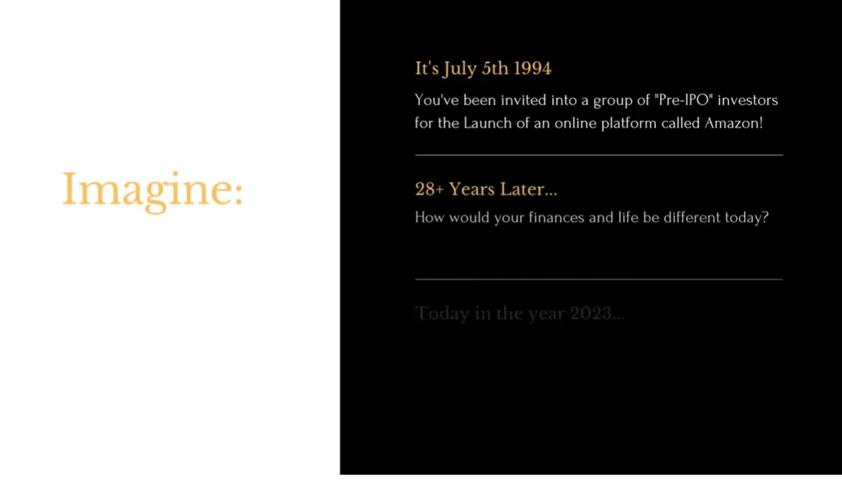 Imagine:
It's July 5th 1994
You've been invited into a group of "Pre-IPO" investors
for the Launch of an online platform called Amazon!
28+ Years Later...
How would your finances and life be different today?
Today in the year 2023...